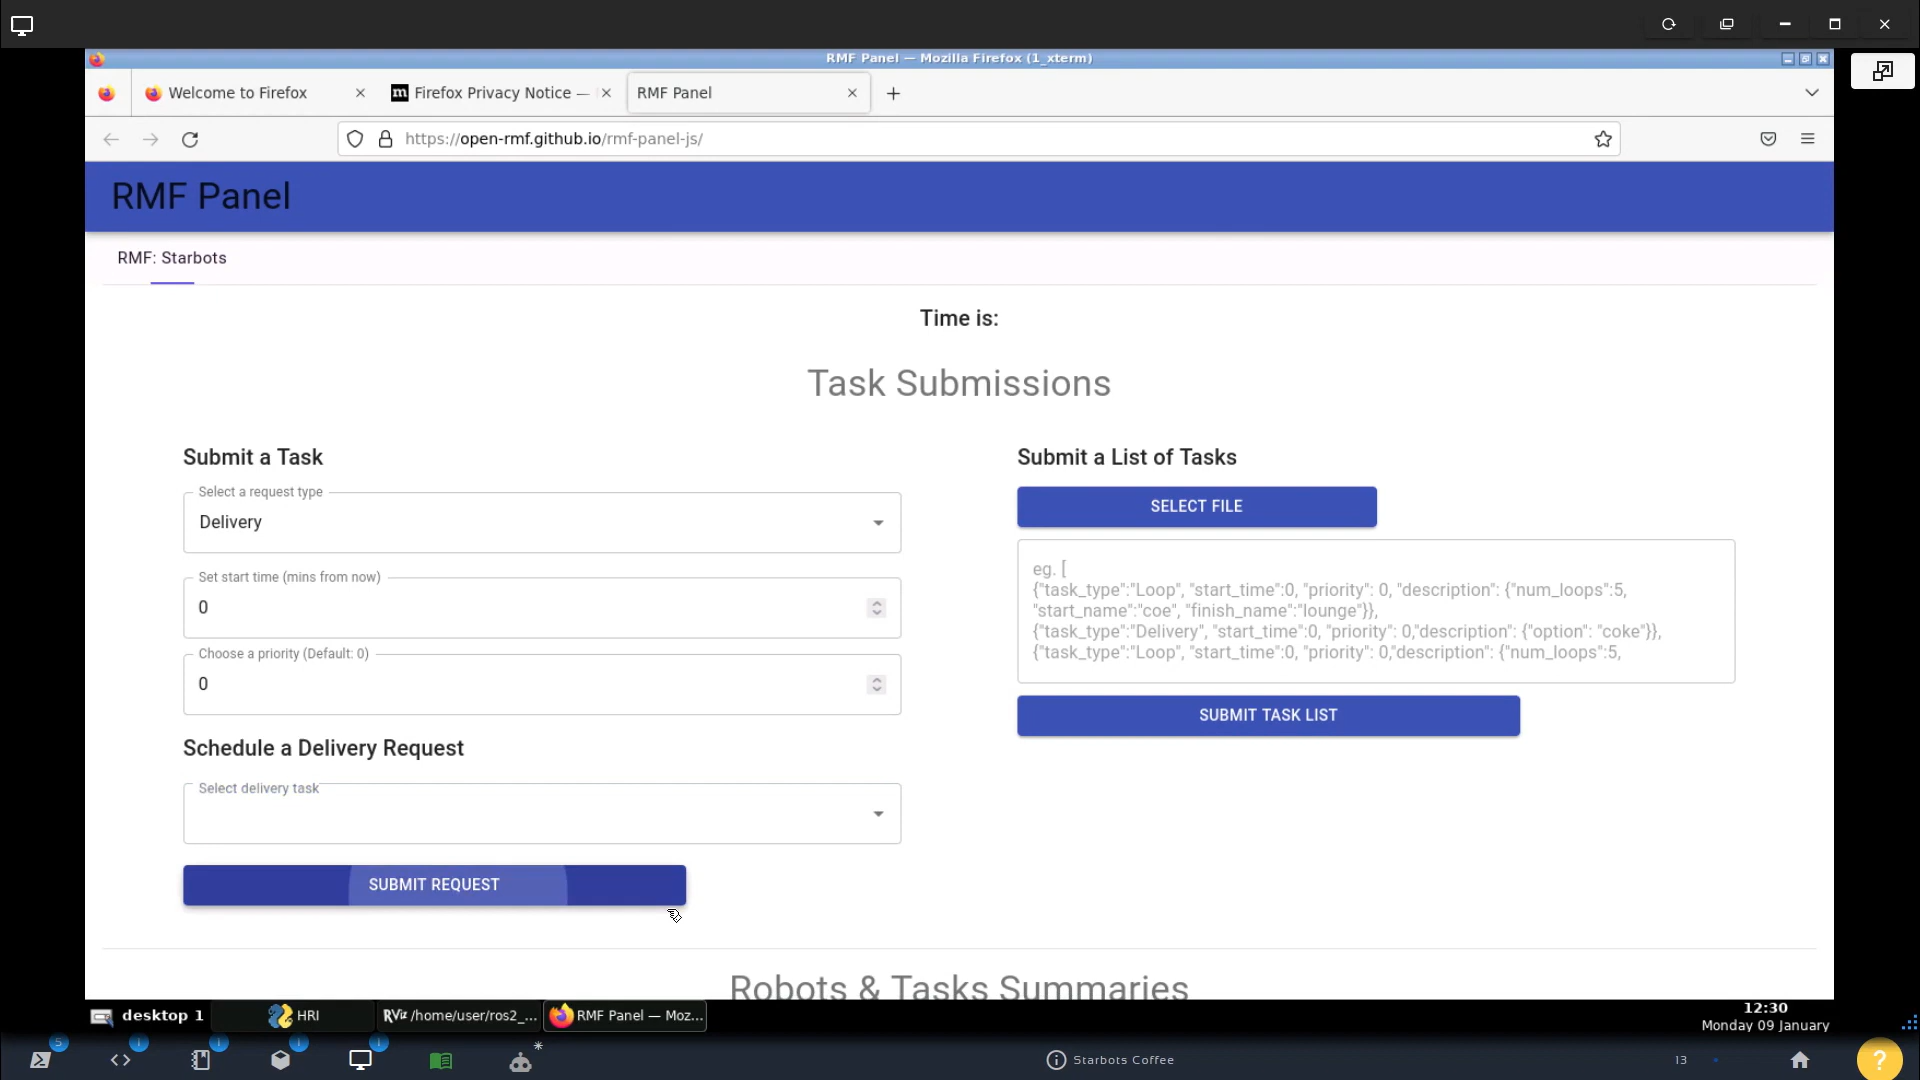 RMF Panel — Mozilla Firefox (1_xterm)
Welcome to Firefox
Firefox Privacy Notice —
RMF Panel
https://open-rmf.github.io/rmf-panel-js/
RMF Panel
RMF: Starbots
Time is:
Task Submissions
Submit a Task
Select a request type
Delivery
Set start time (mins from now)
0
Choose a priority (Default: 0)
0
Schedule a Delivery Request
Select delivery task
SUBMIT REQUEST
Submit a List of Tasks
SELECT FILE
eg. [
{"task_type":"Loop", "start_time":0, "priority": 0, "description": {"num_loops":5,
"start_name":"coe", "finish_name":"lounge"}},
{"task_type":"Delivery", "start_time":0, "priority": 0,"description": {"option": "coke"}},
{"task_type":"Loop", "start_time":0, "priority": 0,"description": {"num_loops":5,
SUBMIT TASK LIST
Robots & Tasks Summaries
desktop 1
HRI
RViz /home/user/ros2_...
RMF Panel — Moz...
12:30
Monday 09 January
5
1
1
1
1
Starbots Coffee
13
?